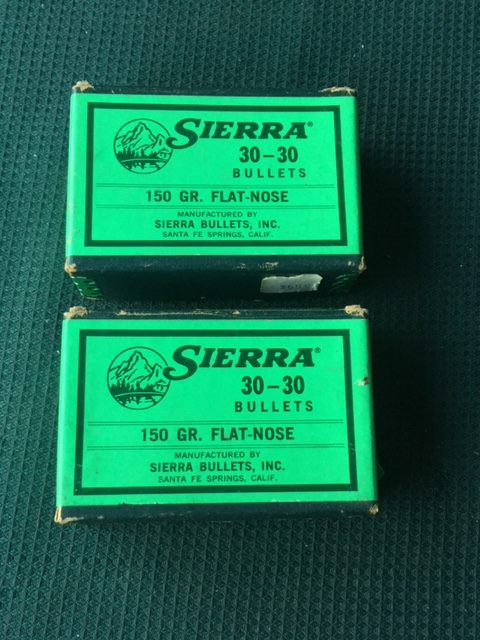 SIERRA®
30-30
BULLETS
150 GR. FLAT-NOSE
MANUFACTURED BY
SIERRA BULLETS, INC.
SANTA FE SPRINGS, CALIF.
SIERRA®
30-30
BULLETS
150 GR. FLAT-NOSE
MANUFACTURED BY
SIERRA BULLETS, INC.
SANTA FE SPRINGS, CALIF.